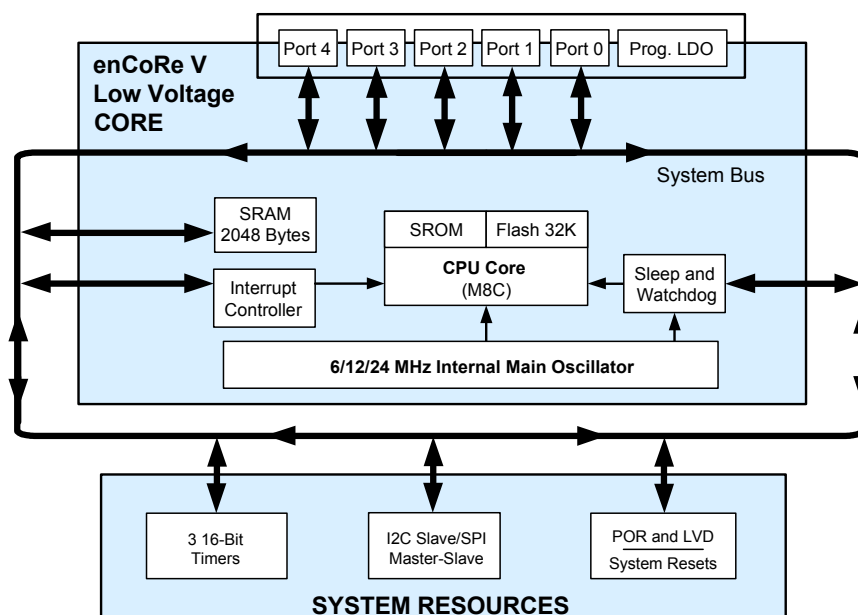 Port 4 Port 3 Port 2 Port 1 Port 0 Prog. LDO
enCoRe V
Low Voltage
CORE
System Bus
SRAM
2048 Bytes
SROM Flash 32K
CPU Core
(M8C)
Interrupt
Controller
Sleep and
Watchdog
6/12/24 MHz Internal Main Oscillator
3 16-Bit
Timers
I2C Slave/SPI
Master-Slave
POR and LVD
System Resets
SYSTEM RESOURCES